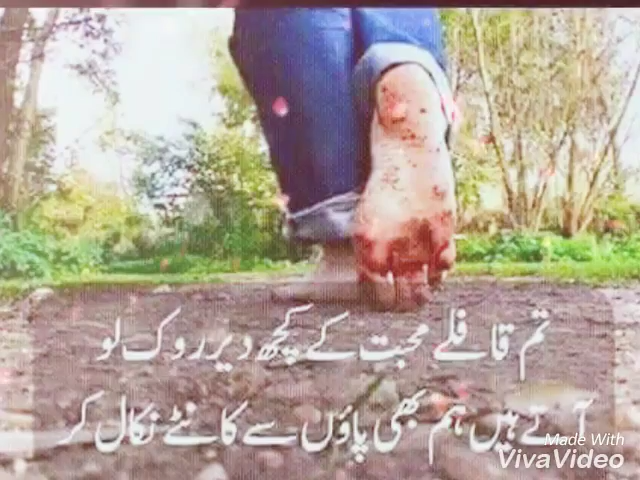 تم قافلے محبت کے کچھ دیر روک لو
آتے ہیں ہم بھی پاؤں سے کانٹے نکال کر
Made With
VivaVideo